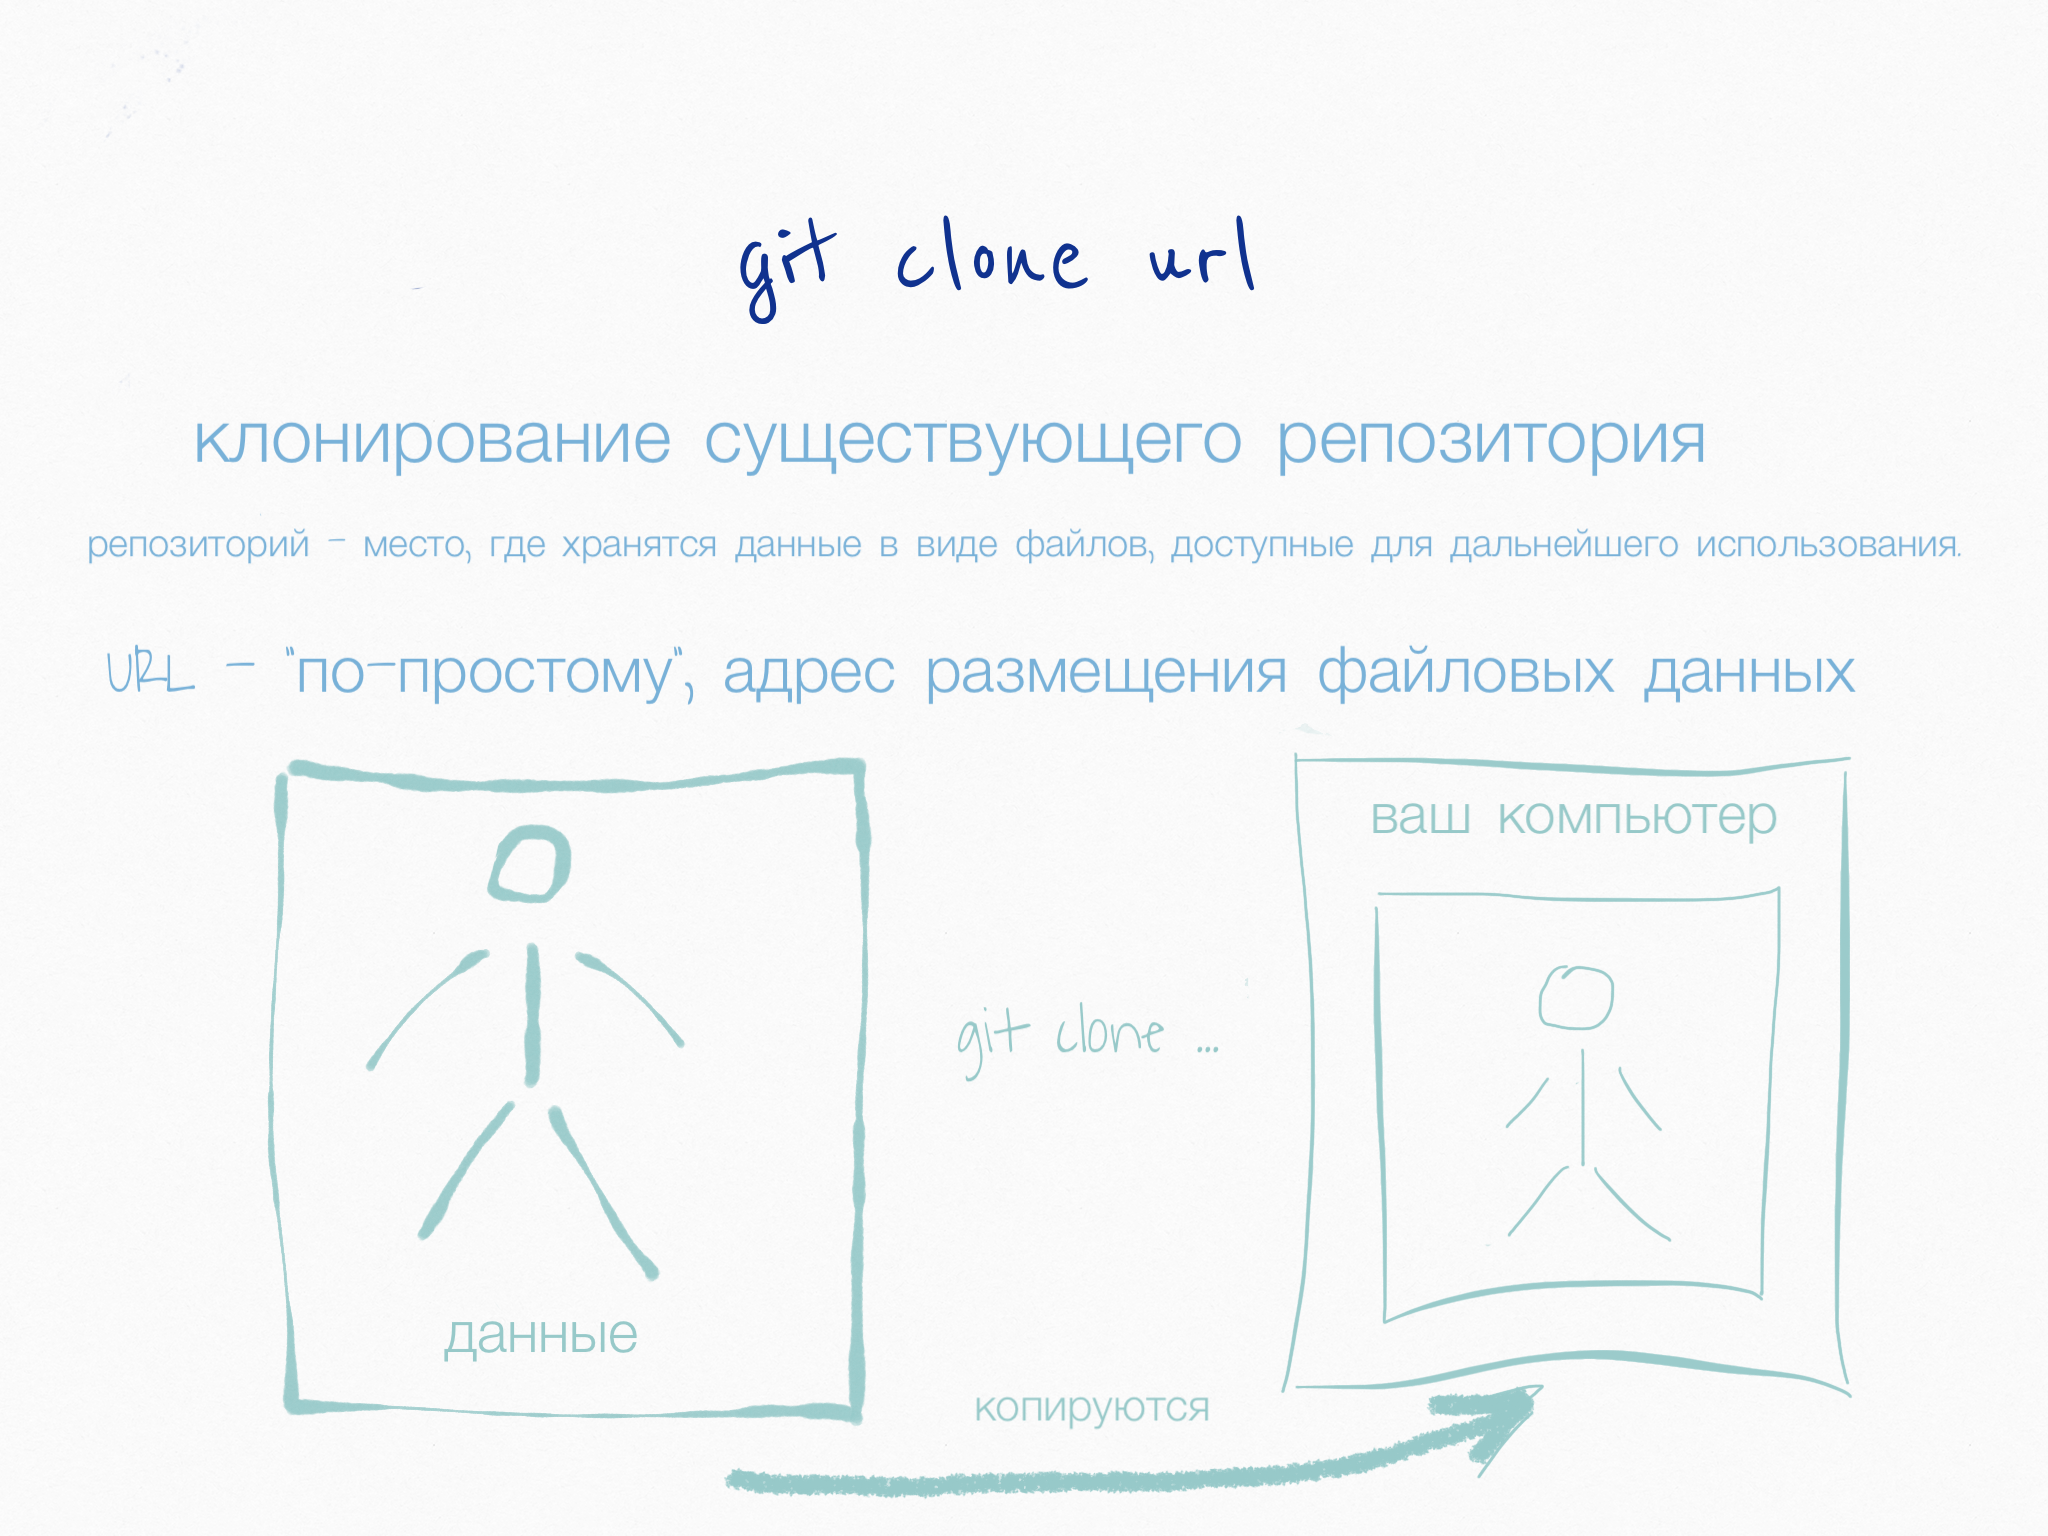 git clone url
клонирование существующего репозитория
репозиторий - место, где хранятся данные в виде файлов, доступные для дальнейшего использования.
URL - "по-простому", адрес размещения файловых данных
ваш компьютер
git clone ...
данные
копируются